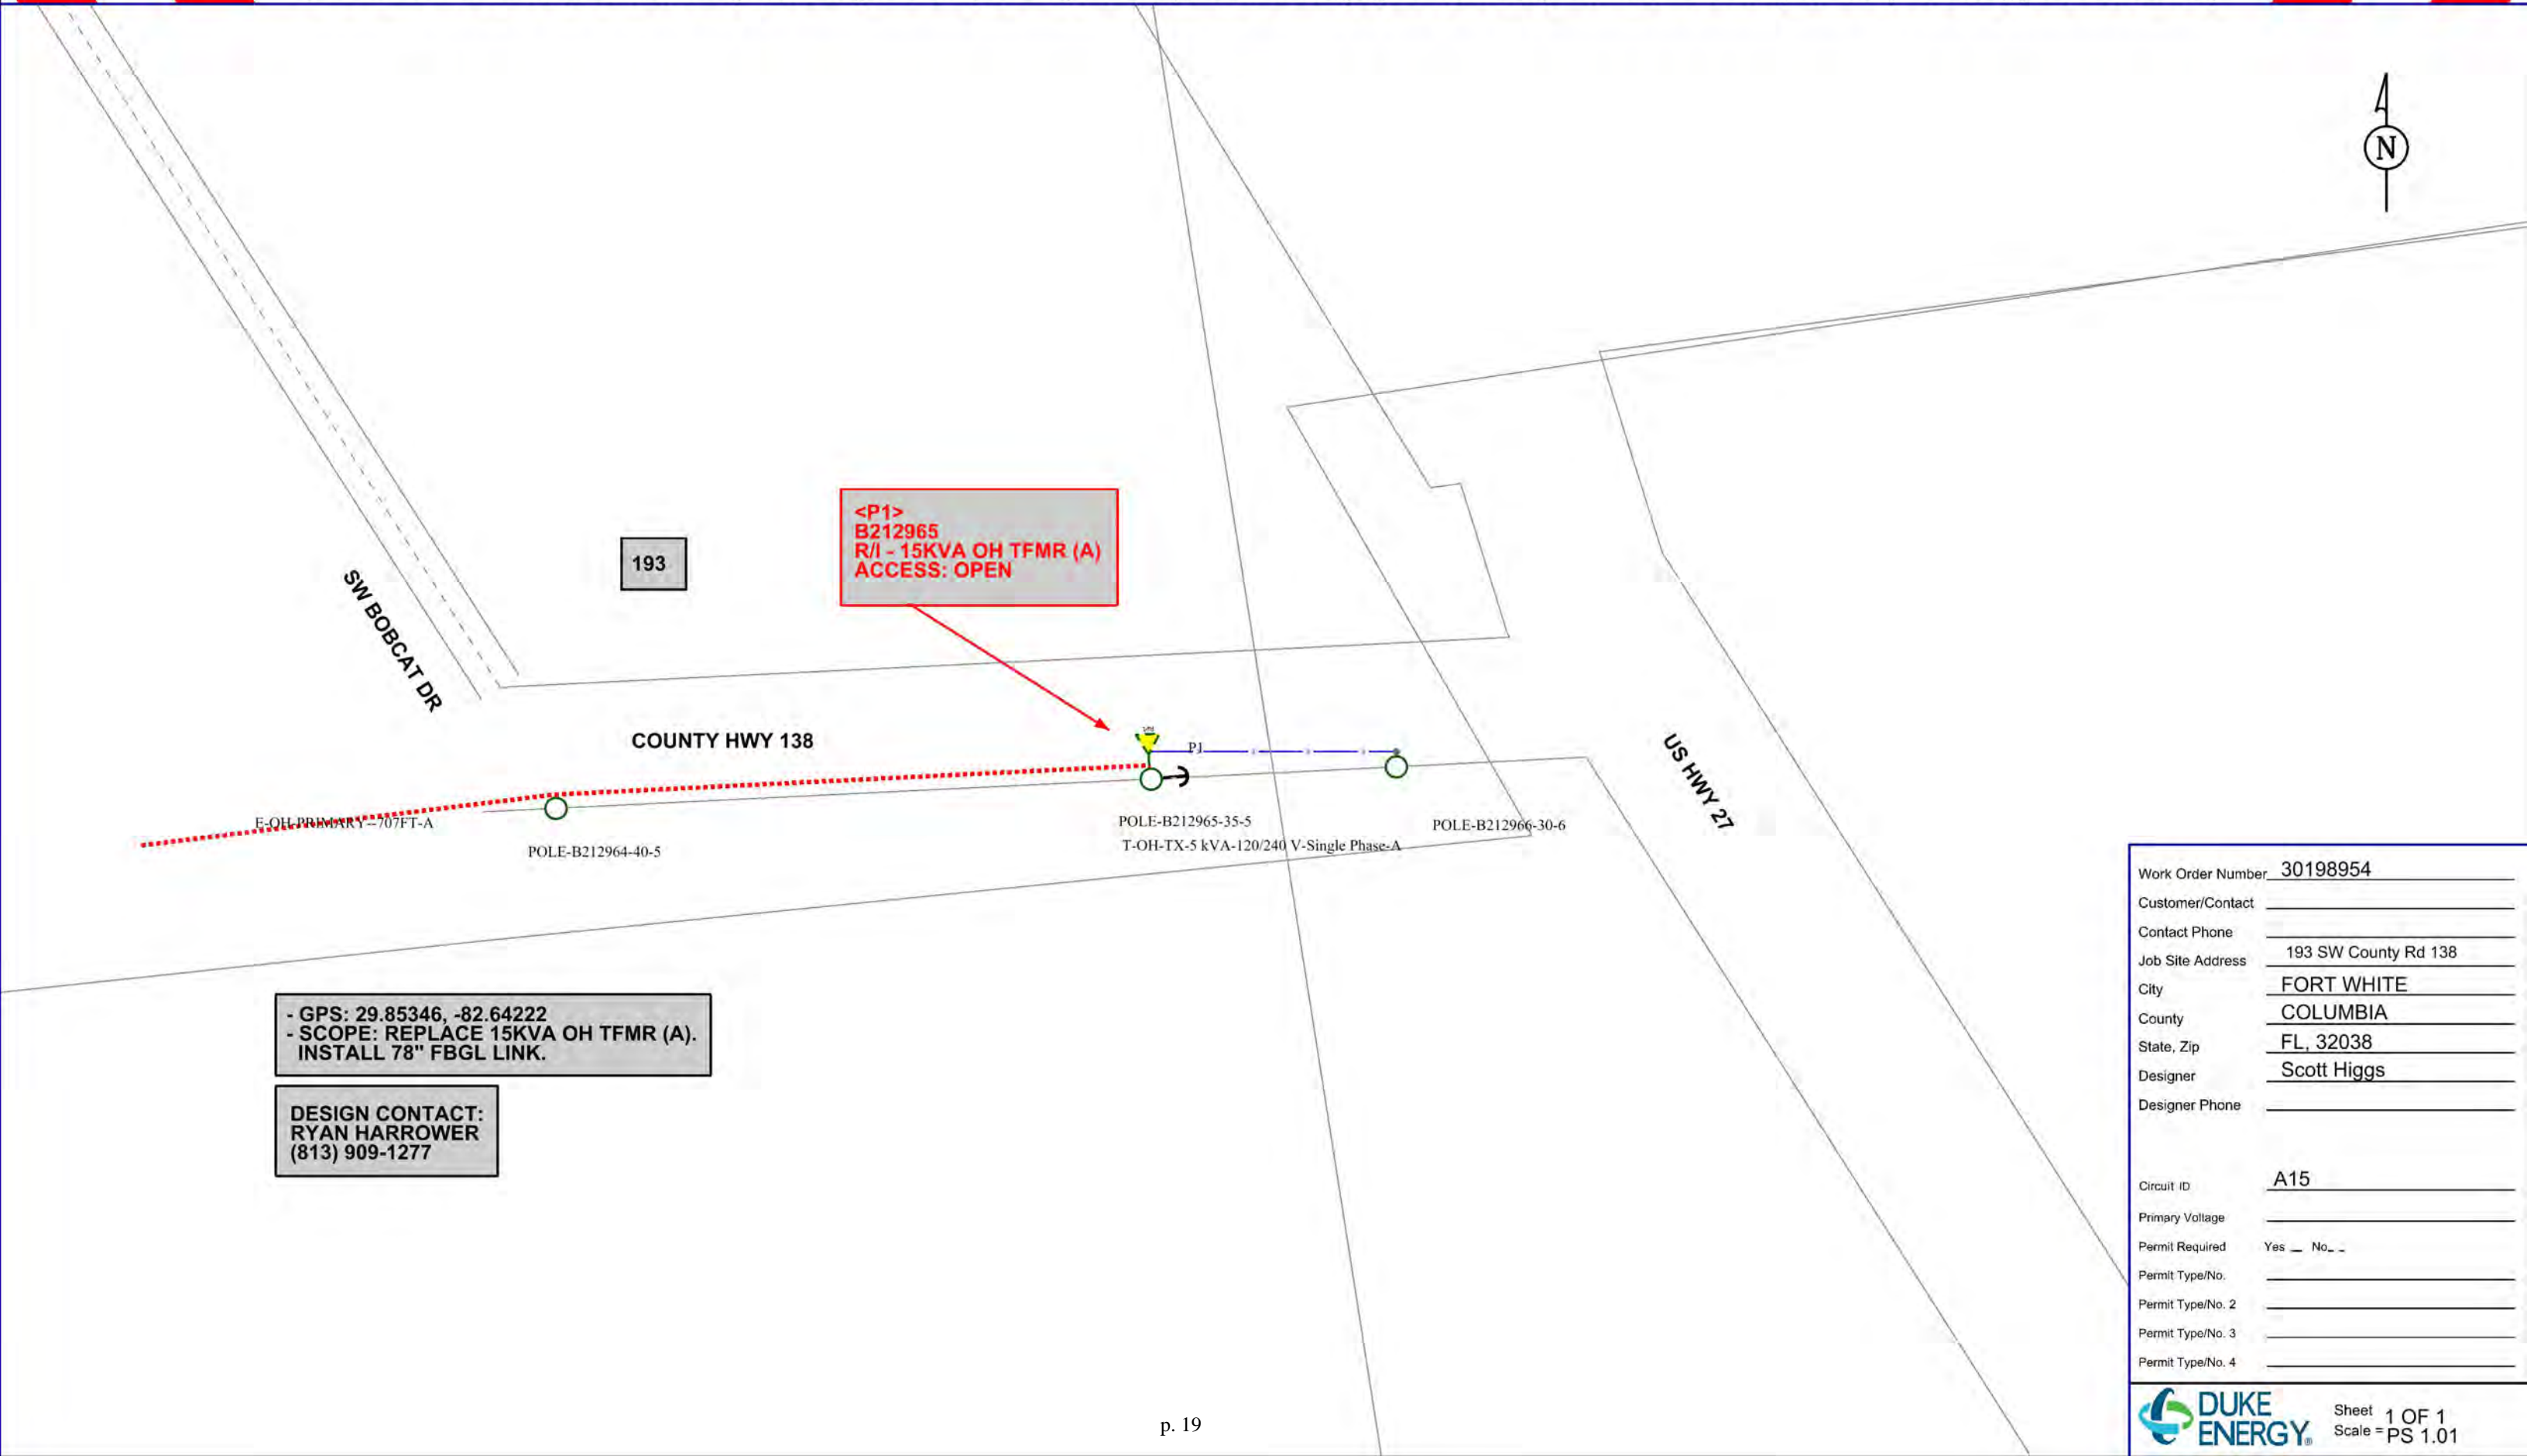 N
<P1>
B212965
R/I - 15KVA OH TFMR (A)
ACCESS: OPEN
193
SW BOBCAT DR
COUNTY HWY 138
P1
US HWY 27
E-OH-PRIMARY--707FT-A
POLE-B212964-40-5
POLE-B212965-35-5
T-OH-TX-5 kVA-120/240 V-Single Phase-A
POLE-B212966-30-6
- GPS: 29.85346, -82.64222
- SCOPE: REPLACE 15KVA OH TFMR (A).
INSTALL 78" FBGL LINK.
DESIGN CONTACT:
RYAN HARROWER
(813) 909-1277
Work Order Number 30198954
Customer/Contact
Contact Phone
Job Site Address 193 SW County Rd 138
City FORT WHITE
County COLUMBIA
State, Zip FL, 32038
Designer Scott Higgs
Designer Phone
Circuit ID A15
Primary Voltage
Permit Required Yes _ No_ _
Permit Type/No.
Permit Type/No. 2
Permit Type/No. 3
Permit Type/No. 4
DUKE
ENERGY®
Sheet 1 OF 1
Scale = PS 1.01
p. 19